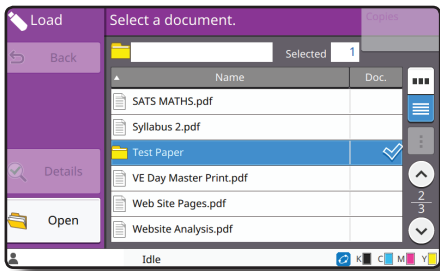 Load
Select a document.
Copies
Back
Selected 1
Name
Doc.
SATS MATHS.pdf
Syllabus 2.pdf
Test Paper
Details
VE Day Master Print.pdf
2
3
Open
Web Site Pages.pdf
Website Analysis.pdf
Idle
K C M Y